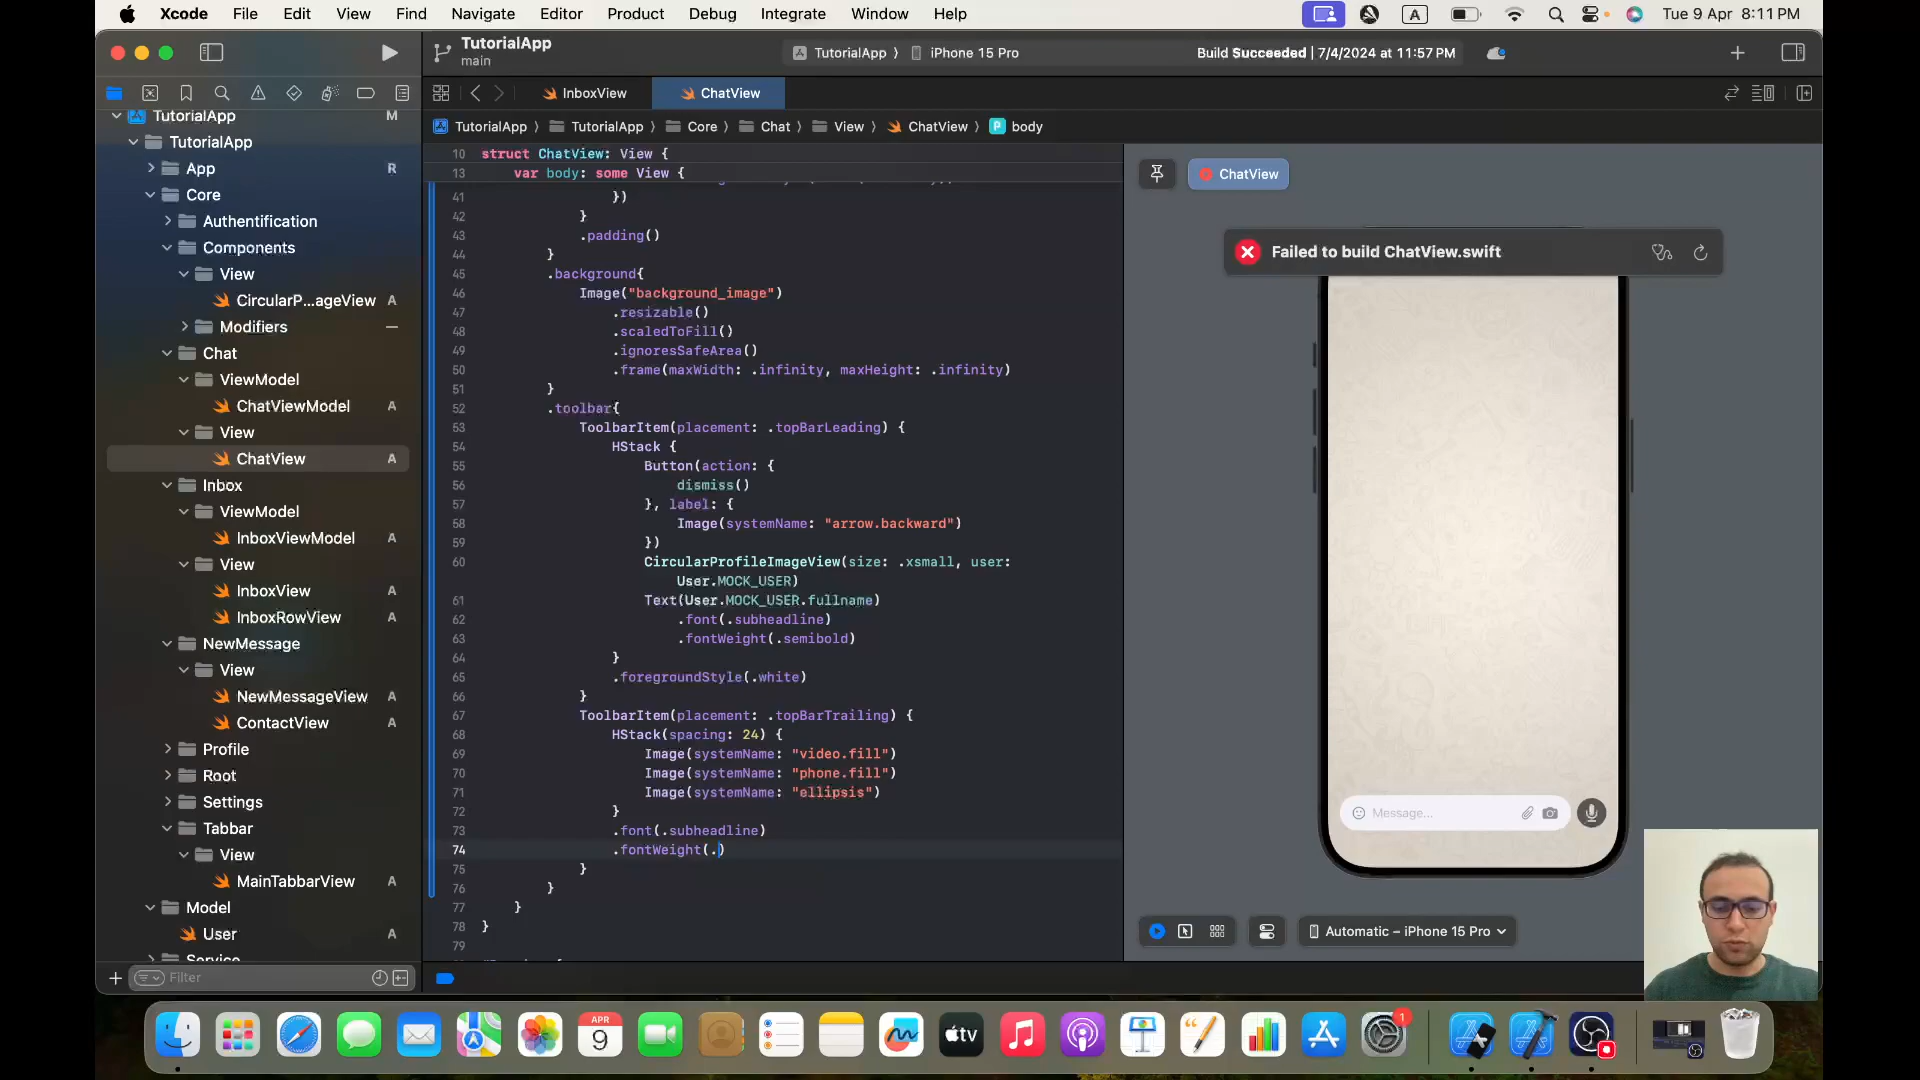 Xcode File Edit View Find Navigate Editor Product Debug Integrate Window Help
A
Tue 9 Apr 8:11 PM
TutorialApp
main
TutorialApp iPhone 15 Pro
Build Succeeded | 7/4/2024 at 11:57 PM
InboxView ChatView
TutorialApp TutorialApp Core Chat View ChatView body
TutorialApp M
TutorialApp
App R
Core
Authentification
Components
View
CircularP...ageView A
Modifiers
Chat
ViewModel
ChatViewModel A
View
ChatView A
Inbox
ViewModel
InboxViewModel A
View
InboxView A
InboxRowView A
NewMessage
View
NewMessageView A
ContactView A
Profile
Root
Settings
Tabbar
View
MainTabbarView A
Model
User A
Service
Filter
10 struct ChatView: View {
13 var body: some View {
41 })
42 }
43 .padding()
44 }
45 .background{
46 Image("background_image")
47 .resizable()
48 .scaledToFill()
49 .ignoresSafeArea()
50 .frame(maxWidth: .infinity, maxHeight: .infinity)
51 }
52 .toolbar{
53 ToolbarItem(placement: .topBarLeading) {
54 HStack {
55 Button(action: {
56 dismiss()
57 }, label: {
58 Image(systemName: "arrow.backward")
59 })
60 CircularProfileImageView(size: .xsmall, user:
User.MOCK_USER)
61 Text(User.MOCK_USER.fullname)
62 .font(.subheadline)
63 .fontWeight(.semibold)
64 }
65 .foregroundStyle(.white)
66 }
67 ToolbarItem(placement: .topBarTrailing) {
68 HStack(spacing: 24) {
69 Image(systemName: "video.fill")
70 Image(systemName: "phone.fill")
71 Image(systemName: "ellipsis")
72 }
73 .font(.subheadline)
74 .fontWeight(.)
75 }
76 }
77 }
78 }
79
ChatView
Failed to build ChatView.swift
Message...
Automatic – iPhone 15 Pro
APR
9
tv
1